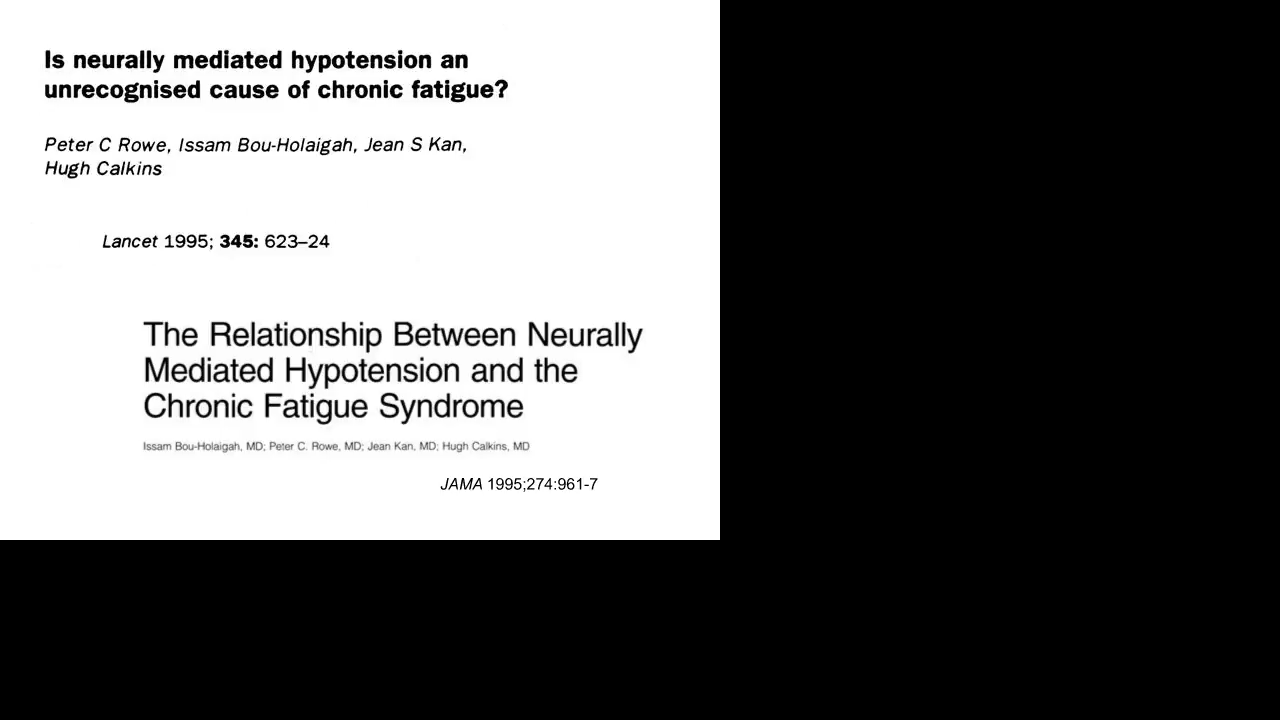 Is neurally mediated hypotension an
unrecognised cause of chronic fatigue?
Peter C Rowe, Issam Bou-Holaigah, Jean S Kan,
Hugh Calkins
Lancet 1995; 345: 623–24
The Relationship Between Neurally
Mediated Hypotension and the
Chronic Fatigue Syndrome
Issam Bou-Holaigah, MD; Peter C. Rowe, MD; Jean Kan, MD; Hugh Calkins, MD
JAMA 1995;274:961-7